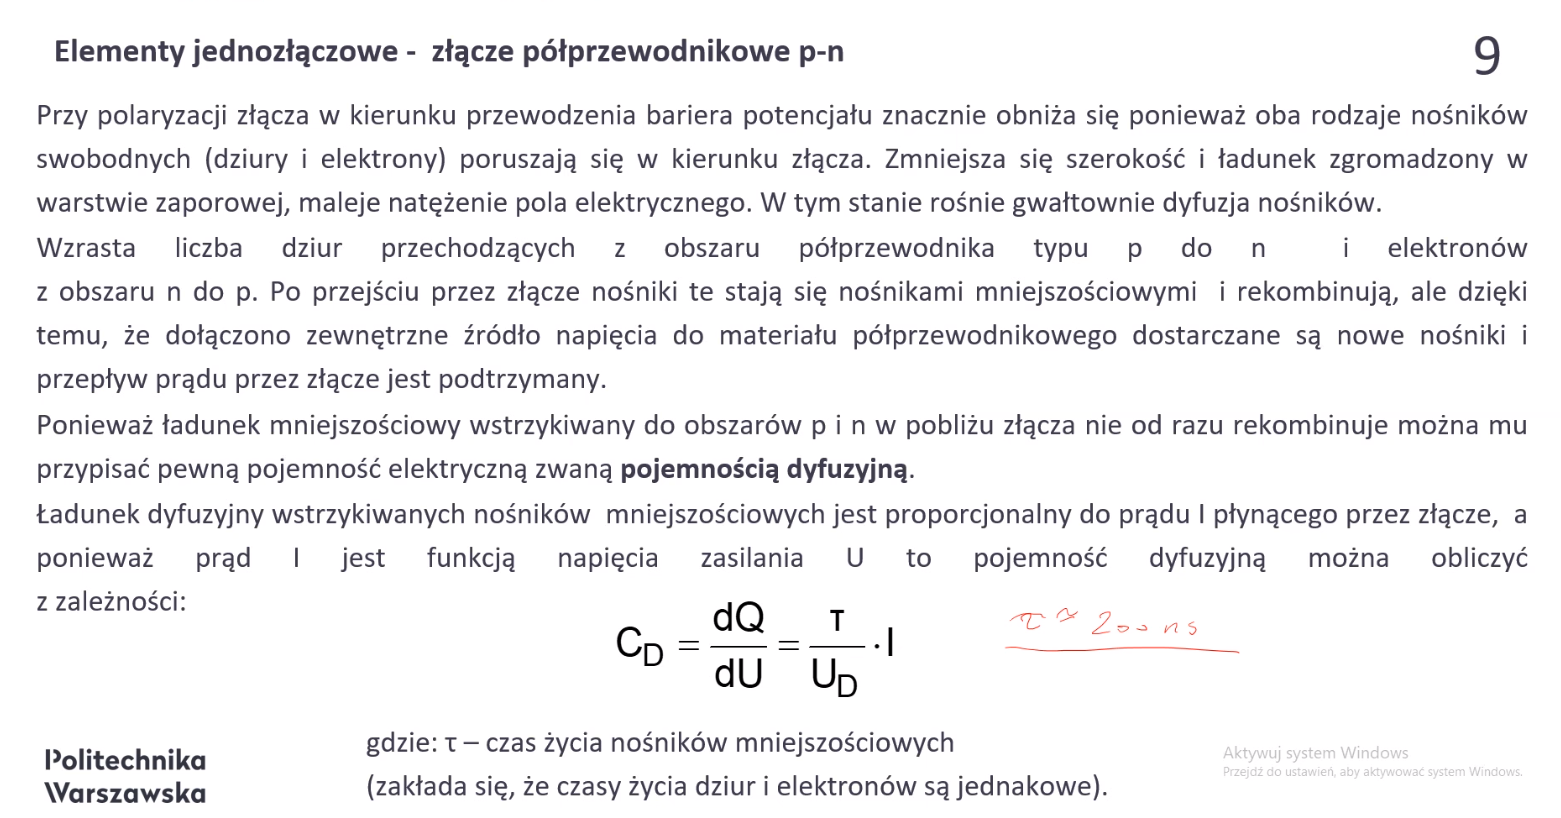 Elementy jednozłączowe - złącze półprzewodnikowe p-n
9
Przy polaryzacji złącza w kierunku przewodzenia bariera potencjału znacznie obniża się ponieważ oba rodzaje nośników
swobodnych (dziury i elektrony) poruszają się w kierunku złącza. Zmniejsza się szerokość i ładunek zgromadzony w
warstwie zaporowej, maleje natężenie pola elektrycznego. W tym stanie rośnie gwałtownie dyfuzja nośników.
Wzrasta liczba dziur przechodzących z obszaru półprzewodnika typu p do n i elektronów
z obszaru n do p. Po przejściu przez złącze nośniki te stają się nośnikami mniejszościowymi i rekombinują, ale dzięki
temu, że dołączono zewnętrzne źródło napięcia do materiału półprzewodnikowego dostarczane są nowe nośniki i
przepływ prądu przez złącze jest podtrzymany.
Ponieważ ładunek mniejszościowy wstrzykiwany do obszarów p i n w pobliżu złącza nie od razu rekombinuje można mu
przypisać pewną pojemność elektryczną zwaną pojemnością dyfuzyjną.
Ładunek dyfuzyjny wstrzykiwanych nośników mniejszościowych jest proporcjonalny do prądu I płynącego przez złącze, a
ponieważ prąd I jest funkcją napięcia zasilania U to pojemność dyfuzyjną można obliczyć
z zależności:
C_D = dQ/dU = τ/U_D · I
τ ≈ 200 ns
gdzie: τ – czas życia nośników mniejszościowych
(zakłada się, że czasy życia dziur i elektronów są jednakowe).
Politechnika
Warszawska
Aktywuj system Windows
Przejdź do ustawień, aby aktywować system Windows.